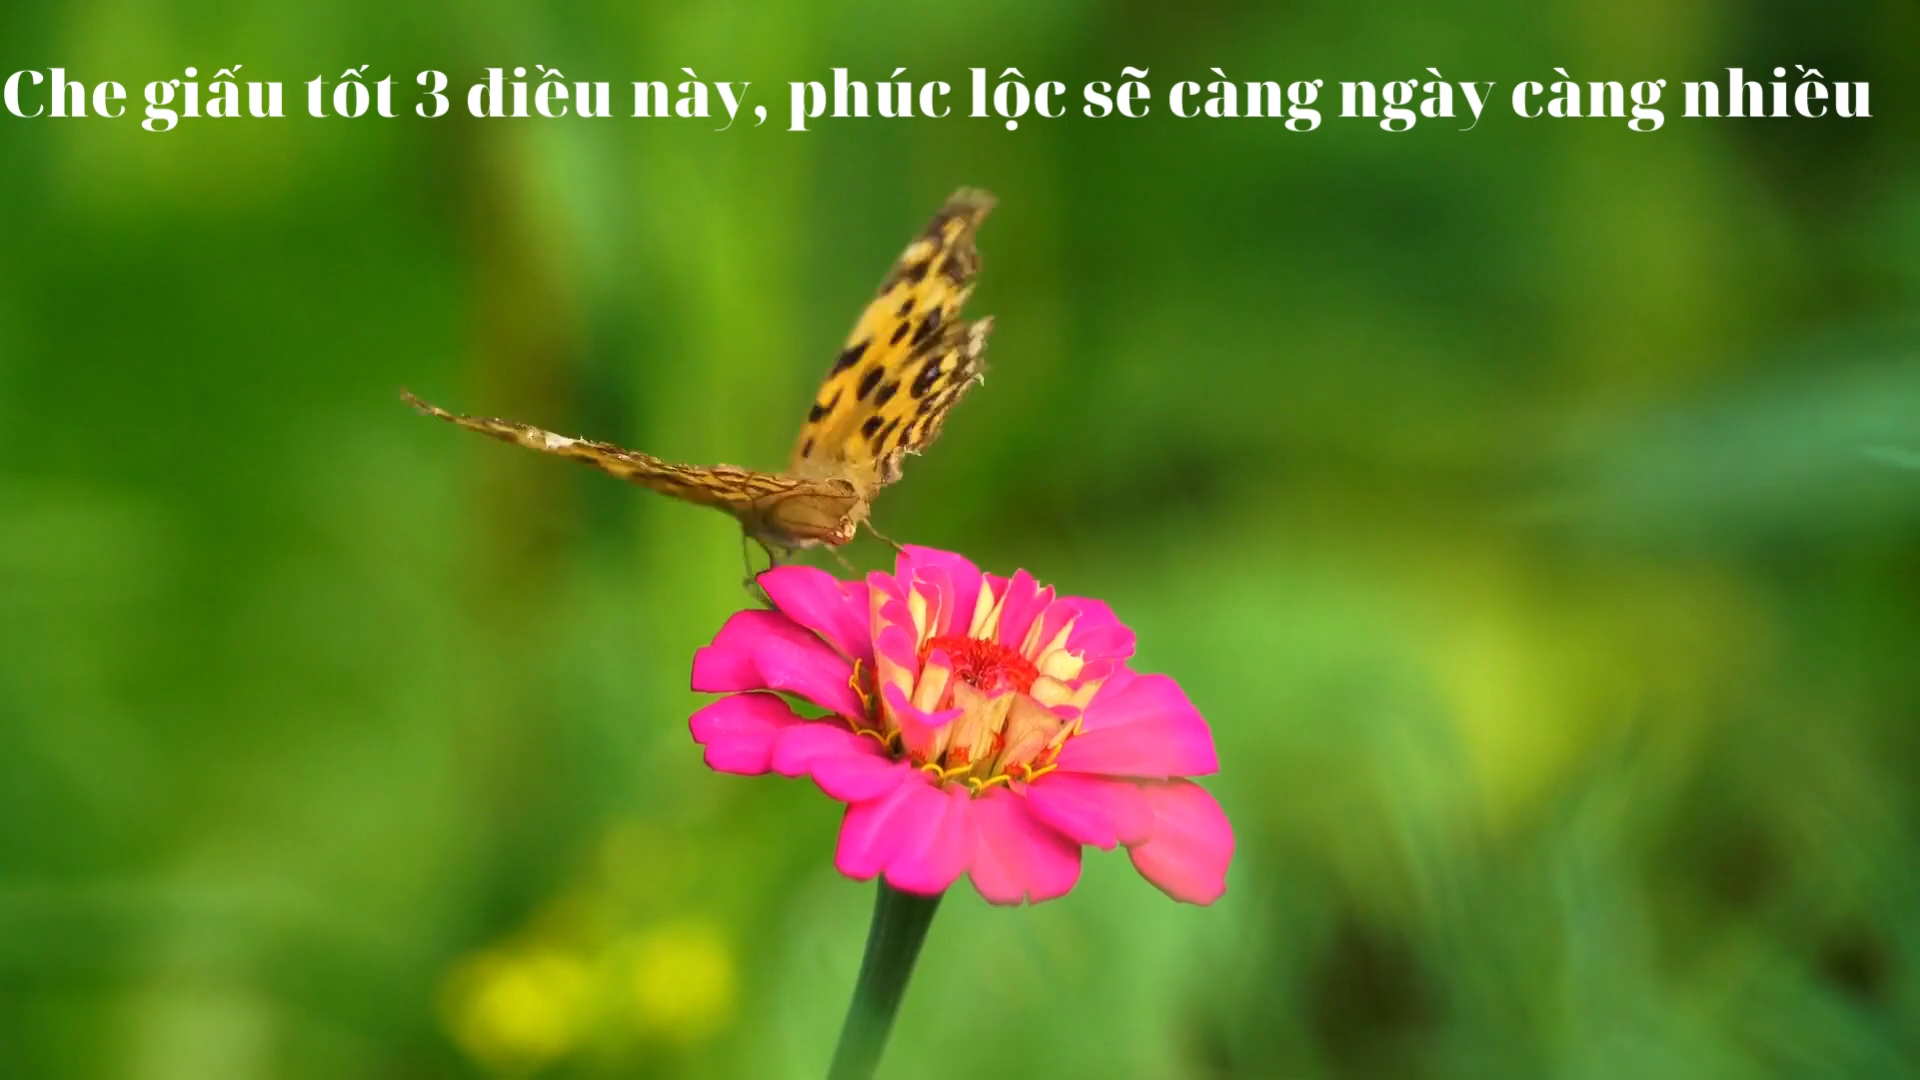 Che giấu tốt 3 điều này, phúc lộc sẽ càng ngày càng nhiều